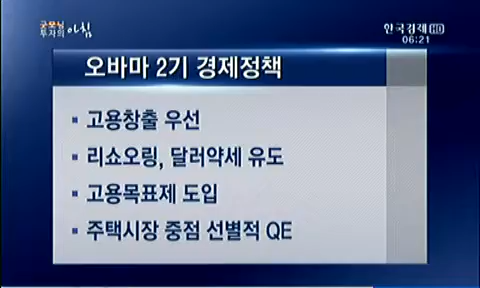 굿모닝
투자의 아침
한국경제 HD
06:21
오바마 2기 경제정책
▪ 고용창출 우선
▪ 리쇼오링, 달러약세 유도
▪ 고용목표제 도입
▪ 주택시장 중점 선별적 QE